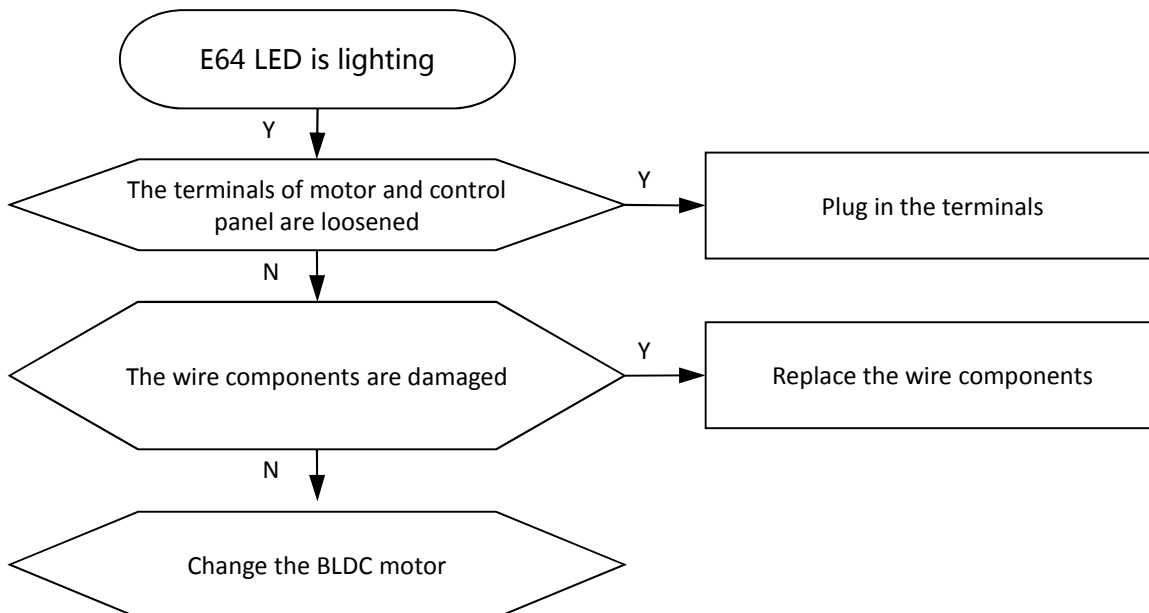 E64 LED is lighting
Y
The terminals of motor and control
panel are loosened
Y
Plug in the terminals
N
The wire components are damaged
Y
Replace the wire components
N
Change the BLDC motor